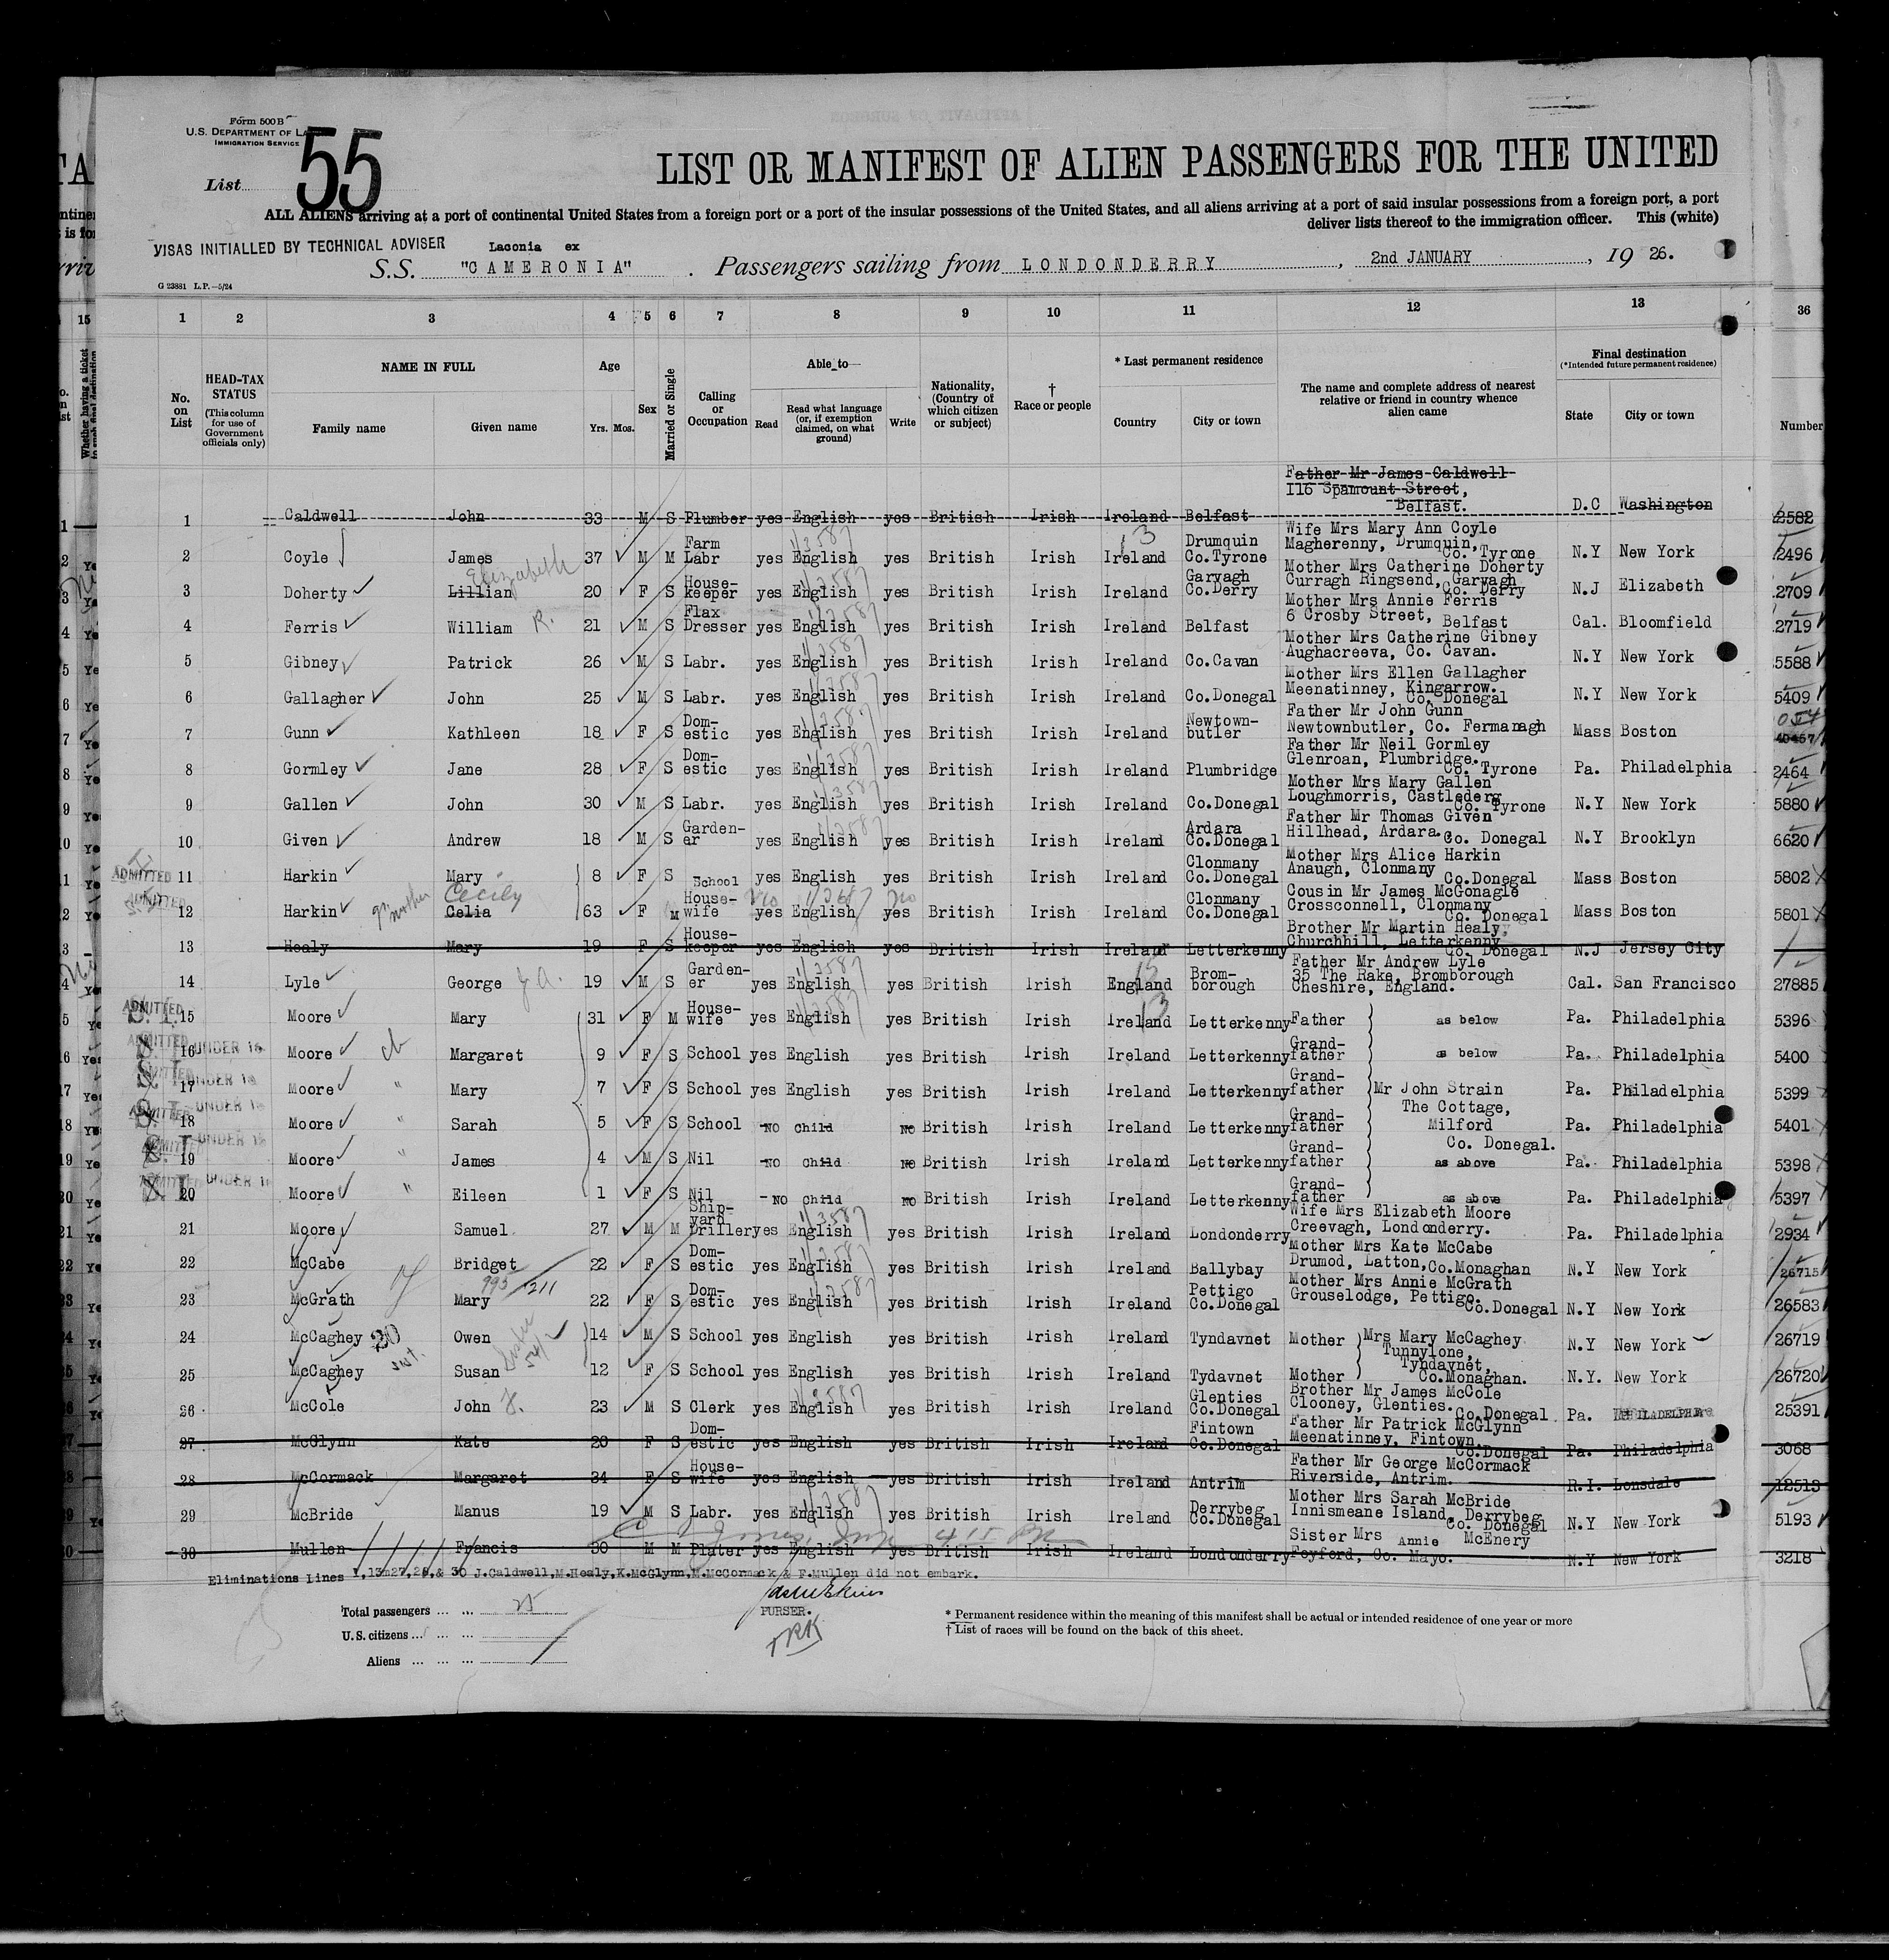 Form 500B
U.S. DEPARTMENT OF LA
IMMIGRATION SERVICE
List 55
LIST OR MANIFEST OF ALIEN PASSENGERS FOR THE UNITED
ALL ALIENS arriving at a port of continental United States from a foreign port or a port of the insular possessions of the United States, and all aliens arriving at a port of said insular possessions from a foreign port, a port
deliver lists thereof to the immigration officer. This (white)
VISAS INITIALLED BY TECHNICAL ADVISER
Laconia ex
S.S. "CAMERONIA" . Passengers sailing from LONDONDERRY, 2nd JANUARY, 19 26.
G 23881 L.P.—5/24
15 1 2 3 4 5 6 7 8 9 10 11 12 13 36
No. on List
HEAD-TAX STATUS (This column for use of Government officials only)
NAME IN FULL
Family name Given name
Age
Yrs. Mos.
Sex
Married or Single
Calling or Occupation
Able to
Read
Read what language (or, if exemption claimed, on what ground)
Write
Nationality, (Country of which citizen or subject)
† Race or people
* Last permanent residence
Country City or town
The name and complete address of nearest relative or friend in country whence alien came
Final destination
(*Intended future permanent residence)
State City or town
Number
1 Caldwell John 33 M S Plumber yes English yes British Irish Ireland Belfast Father Mr James Caldwell 116 Spamount Street, Belfast. D.C Washington 2582
2 Coyle James 37 M M Farm Labr yes English yes British Irish Ireland Drumquin Co.Tyrone Wife Mrs Mary Ann Coyle Magherenny, Drumquin, Co. Tyrone N.Y New York 2496
3 Doherty Lillian Elizabeth 20 F S House-keeper yes English yes British Irish Ireland Garvagh Co.Derry Mother Mrs Catherine Doherty Curragh Ringsend, Garvagh Co. Derry N.J Elizabeth 2709
4 Ferris William R. 21 M S Flax Dresser yes English yes British Irish Ireland Belfast Mother Mrs Annie Ferris 6 Crosby Street, Belfast Cal. Bloomfield 2719
5 Gibney Patrick 26 M S Labr. yes English yes British Irish Ireland Co.Cavan Mother Mrs Catherine Gibney Aughacreeva, Co. Cavan. N.Y New York 5588
6 Gallagher John 25 M S Labr. yes English yes British Irish Ireland Co.Donegal Mother Mrs Ellen Gallagher Meenatinney, Kingarrow. Co. Donegal N.Y New York 5409
7 Gunn Kathleen 18 F S Dom-estic yes English yes British Irish Ireland Newtown-butler Father Mr John Gunn Newtownbutler, Co. Fermanagh Mass Boston
8 Gormley Jane 28 F S Dom-estic yes English yes British Irish Ireland Plumbridge Father Mr Neil Gormley Glenroan, Plumbridge. Co. Tyrone Pa. Philadelphia 2464
9 Gallen John 30 M S Labr. yes English yes British Irish Ireland Co.Donegal Mother Mrs Mary Gallen Loughmorris, Castlederg Co. Tyrone N.Y New York 5880
10 Given Andrew 18 M S Garden-er yes English yes British Irish Ireland Ardara Co.Donegal Father Mr Thomas Given Hillhead, Ardara. Co. Donegal N.Y Brooklyn 6620
ADMITTED 11 Harkin Mary 8 F S School yes English yes British Irish Ireland Clonmany Co.Donegal Mother Mrs Alice Harkin Anaugh, Clonmany Co.Donegal Mass Boston 5802
ADMITTED 12 Harkin gr. mother Celia Cecily 63 F M House-wife yes No English yes No British Irish Ireland Clonmany Co.Donegal Cousin Mr James McGonagle Crossconnell, Clonmany Co. Donegal Mass Boston 5801
13 Healy Mary 19 F S House-keeper yes English yes British Irish Ireland Letterkenny Brother Mr Martin Healy, Churchhill, Letterkenny Co. Donegal N.J Jersey City
14 Lyle George 19 M S Garden-er yes English yes British Irish England Brom-borough Father Mr Andrew Lyle 35 The Rake, Bromborough Cheshire, England. Cal. San Francisco 27885
ADMITTED S.I. 15 Moore Mary 31 F M House-wife yes English yes British Irish Ireland Letterkenny Father as below Pa. Philadelphia 5396
ADMITTED S.I. UNDER 16 16 Moore ch Margaret 9 F S School yes English yes British Irish Ireland Letterkenny Grand-father as below Pa. Philadelphia 5400
ADMITTED S.I. UNDER 16 17 Moore " Mary 7 F S School yes English yes British Irish Ireland Letterkenny Grand-father Mr John Strain Pa. Philadelphia 5399
ADMITTED S.I. UNDER 16 18 Moore " Sarah 5 F S School NO Child NO British Irish Ireland Letterkenny Grand-father The Cottage, Milford Pa. Philadelphia 5401
ADMITTED S.I. UNDER 16 19 Moore " James 4 M S Nil NO Child NO British Irish Ireland Letterkenny Grand-father Co. Donegal. as above Pa. Philadelphia 5398
ADMITTED S.I. UNDER 16 20 Moore " Eileen 1 F S Nil NO Child NO British Irish Ireland Letterkenny Grand-father as above Pa. Philadelphia 5397
21 Moore Samuel 27 M M Ship-yard Driller yes English yes British Irish Ireland Londonderry Wife Mrs Elizabeth Moore Creevagh, Londonderry. Pa. Philadelphia 2934
22 McCabe Bridget 22 F S Dom-estic yes English yes British Irish Ireland Ballybay Mother Mrs Kate McCabe Drumod, Latton, Co.Monaghan N.Y New York 26715
23 McGrath Mary 22 F S Dom-estic yes English yes British Irish Ireland Pettigo Co.Donegal Mother Mrs Annie McGrath Grouselodge, Pettigo. Co.Donegal N.Y New York 26583
24 McCaghey Owen 14 M S School yes English yes British Irish Ireland Tyndavnet Mother Mrs Mary McCaghey Tunnylone, N.Y New York 26719
25 McCaghey Susan 12 F S School yes English yes British Irish Ireland Tydavnet Mother Tyndavnet, Co.Monaghan. N.Y. New York 26720
26 McCole John J. 23 M S Clerk yes English yes British Irish Ireland Glenties Co.Donegal Brother Mr James McCole Clooney, Glenties. Co.Donegal Pa. PHILADELPHIA 25391
27 McGlynn Kate 20 F S Dom-estic yes English yes British Irish Ireland Fintown Co.Donegal Father Mr Patrick McGlynn Meenatinney, Fintown. Co.Donegal Pa. Philadelphia 3068
28 McCormack Margaret 34 F S House-wife yes English yes British Irish Ireland Antrim Father Mr George McCormack Riverside, Antrim. R.I. Lonsdale 12513
29 McBride Manus 19 M S Labr. yes English yes British Irish Ireland Derrybeg Co.Donegal Mother Mrs Sarah McBride Innismeane Island, Derrybeg Co. Donegal N.Y New York 5193
30 Mullen Francis 30 M M Plater yes English yes British Irish Ireland Londonderry Sister Mrs Annie McEnery Foyford, Co. Mayo. N.Y New York 3218
Eliminations Lines 1,13,27,28,& 30 J.Caldwell,M.Healy,K.McGlynn,M.McCormack & F.Mullen did not embark.
Total passengers ... ... 25
U.S. citizens ... ... ...
Aliens ... ... ...
PURSER.
* Permanent residence within the meaning of this manifest shall be actual or intended residence of one year or more
† List of races will be found on the back of this sheet.